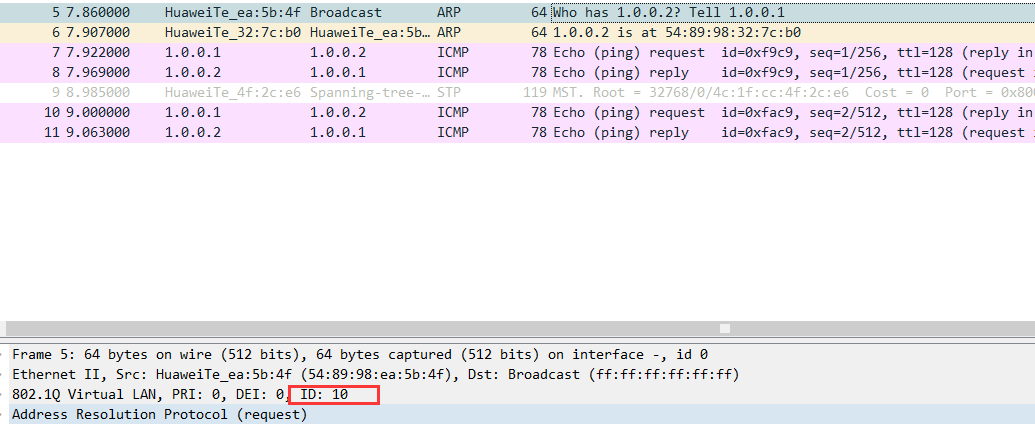 5 7.860000 HuaweiTe_ea:5b:4f Broadcast ARP 64 Who has 1.0.0.2? Tell 1.0.0.1
6 7.907000 HuaweiTe_32:7c:b0 HuaweiTe_ea:5b… ARP 64 1.0.0.2 is at 54:89:98:32:7c:b0
7 7.922000 1.0.0.1 1.0.0.2 ICMP 78 Echo (ping) request id=0xf9c9, seq=1/256, ttl=128 (reply in
8 7.969000 1.0.0.2 1.0.0.1 ICMP 78 Echo (ping) reply id=0xf9c9, seq=1/256, ttl=128 (request
9 8.985000 HuaweiTe_4f:2c:e6 Spanning-tree-… STP 119 MST. Root = 32768/0/4c:1f:cc:4f:2c:e6 Cost = 0 Port = 0x800
10 9.000000 1.0.0.1 1.0.0.2 ICMP 78 Echo (ping) request id=0xfac9, seq=2/512, ttl=128 (reply in
11 9.063000 1.0.0.2 1.0.0.1 ICMP 78 Echo (ping) reply id=0xfac9, seq=2/512, ttl=128 (request
Frame 5: 64 bytes on wire (512 bits), 64 bytes captured (512 bits) on interface -, id 0
Ethernet II, Src: HuaweiTe_ea:5b:4f (54:89:98:ea:5b:4f), Dst: Broadcast (ff:ff:ff:ff:ff:ff)
802.1Q Virtual LAN, PRI: 0, DEI: 0, ID: 10
Address Resolution Protocol (request)